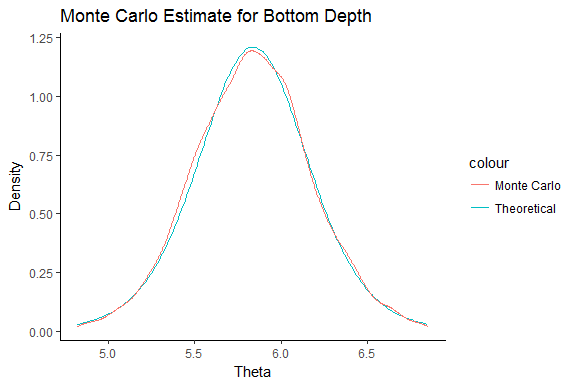 Monte Carlo Estimate for Bottom Depth
1.25
1.00
0.75
0.50
0.25
0.00
Density
5.0 5.5 6.0 6.5
Theta
colour
Monte Carlo
Theoretical